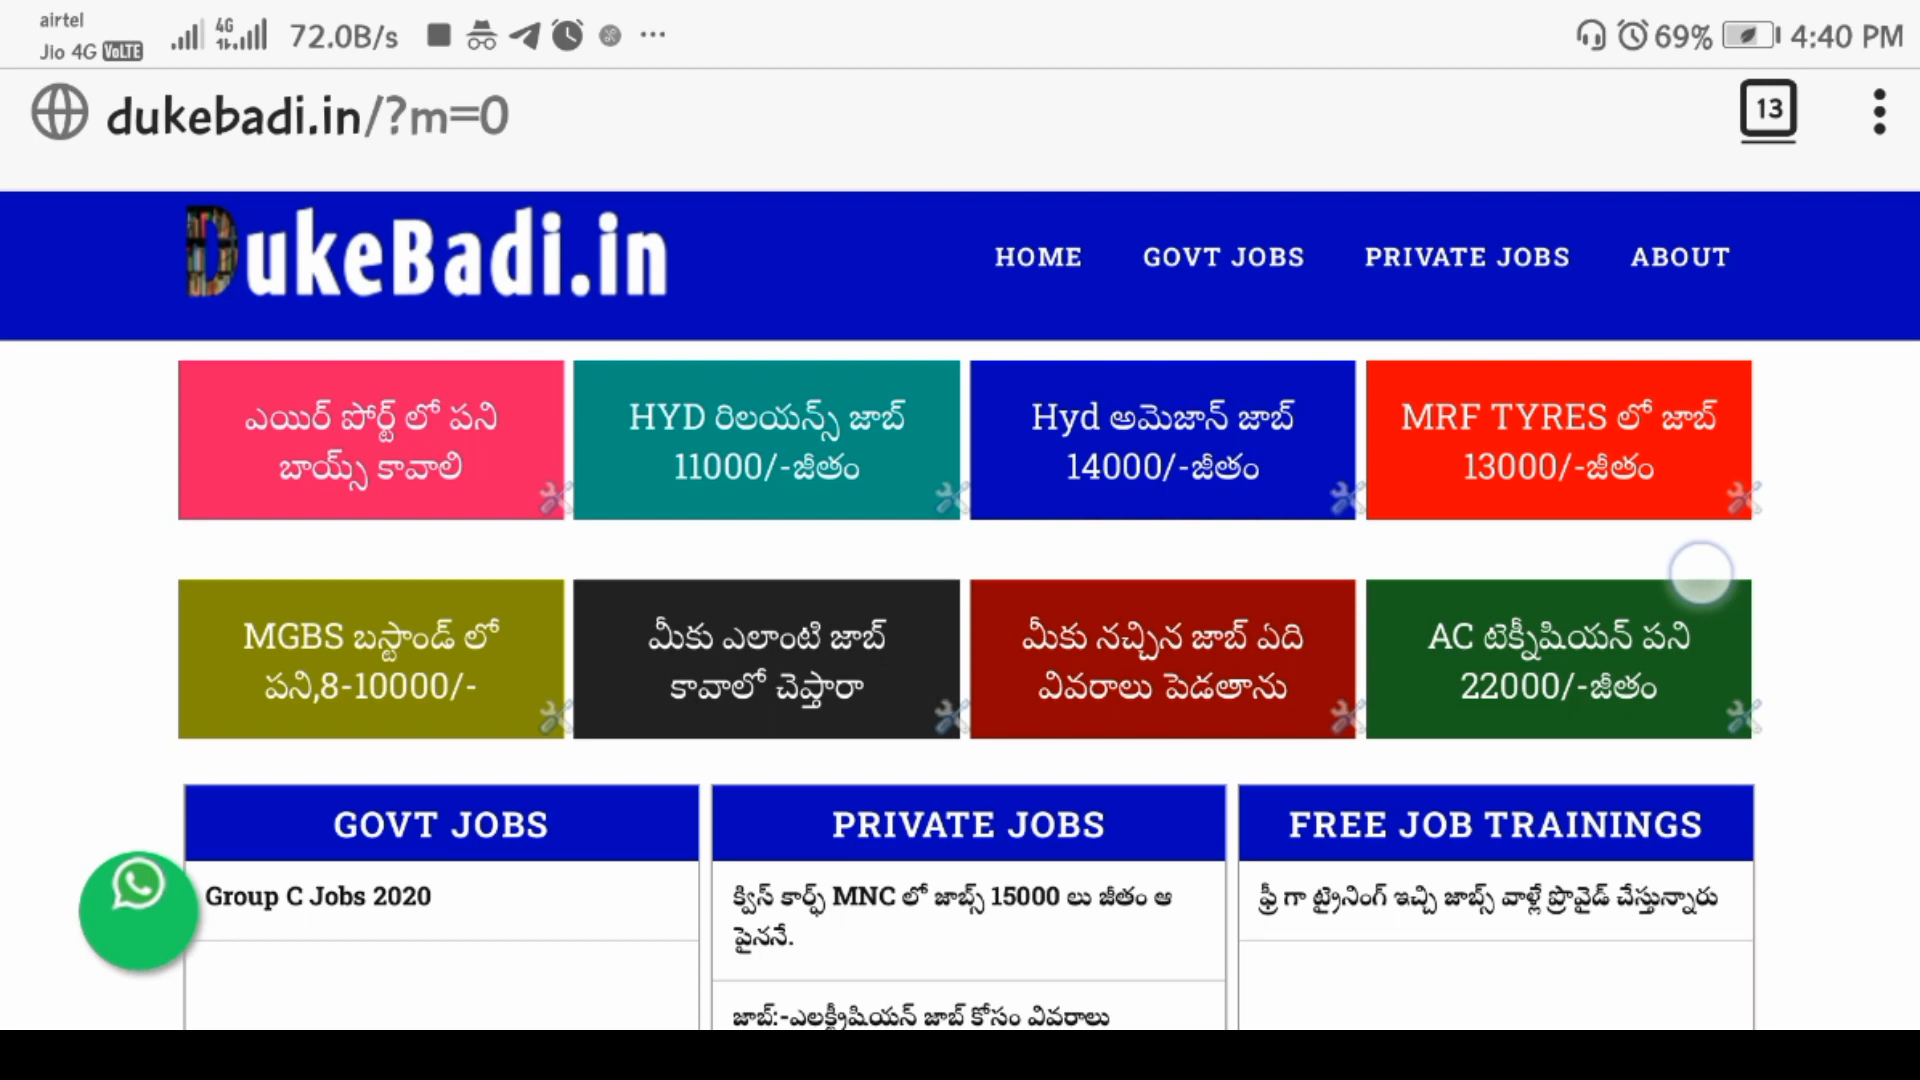 airtel
Jio 4G VoLTE
4G
72.0B/s
69%
4:40 PM
dukebadi.in/?m=0
13
DukeBadi.in
HOME
GOVT JOBS
PRIVATE JOBS
ABOUT
ఎయిర్ పోర్ట్ లో పని
బాయ్స్ కావాలి
HYD రిలయన్స్ జాబ్
11000/-జీతం
Hyd అమెజాన్ జాబ్
14000/-జీతం
MRF TYRES లో జాబ్
13000/-జీతం
MGBS బస్టాండ్ లో
పని,8-10000/-
మీకు ఎలాంటి జాబ్
కావాలో చెప్తారా
మీకు నచ్చిన జాబ్ ఏది
వివరాలు పెడతాను
AC టెక్నీషియన్ పని
22000/-జీతం
GOVT JOBS
Group C Jobs 2020
PRIVATE JOBS
క్విస్ కార్ఫ్ MNC లో జాబ్స్ 15000 లు జీతం ఆ
పైననే.
జాబ్:-ఎలక్ట్రీషియన్ జాబ్ కోసం వివరాలు
FREE JOB TRAININGS
ఫ్రీ గా ట్రైనింగ్ ఇచ్చి జాబ్స్ వాళ్లే ప్రొవైడ్ చేస్తున్నారు